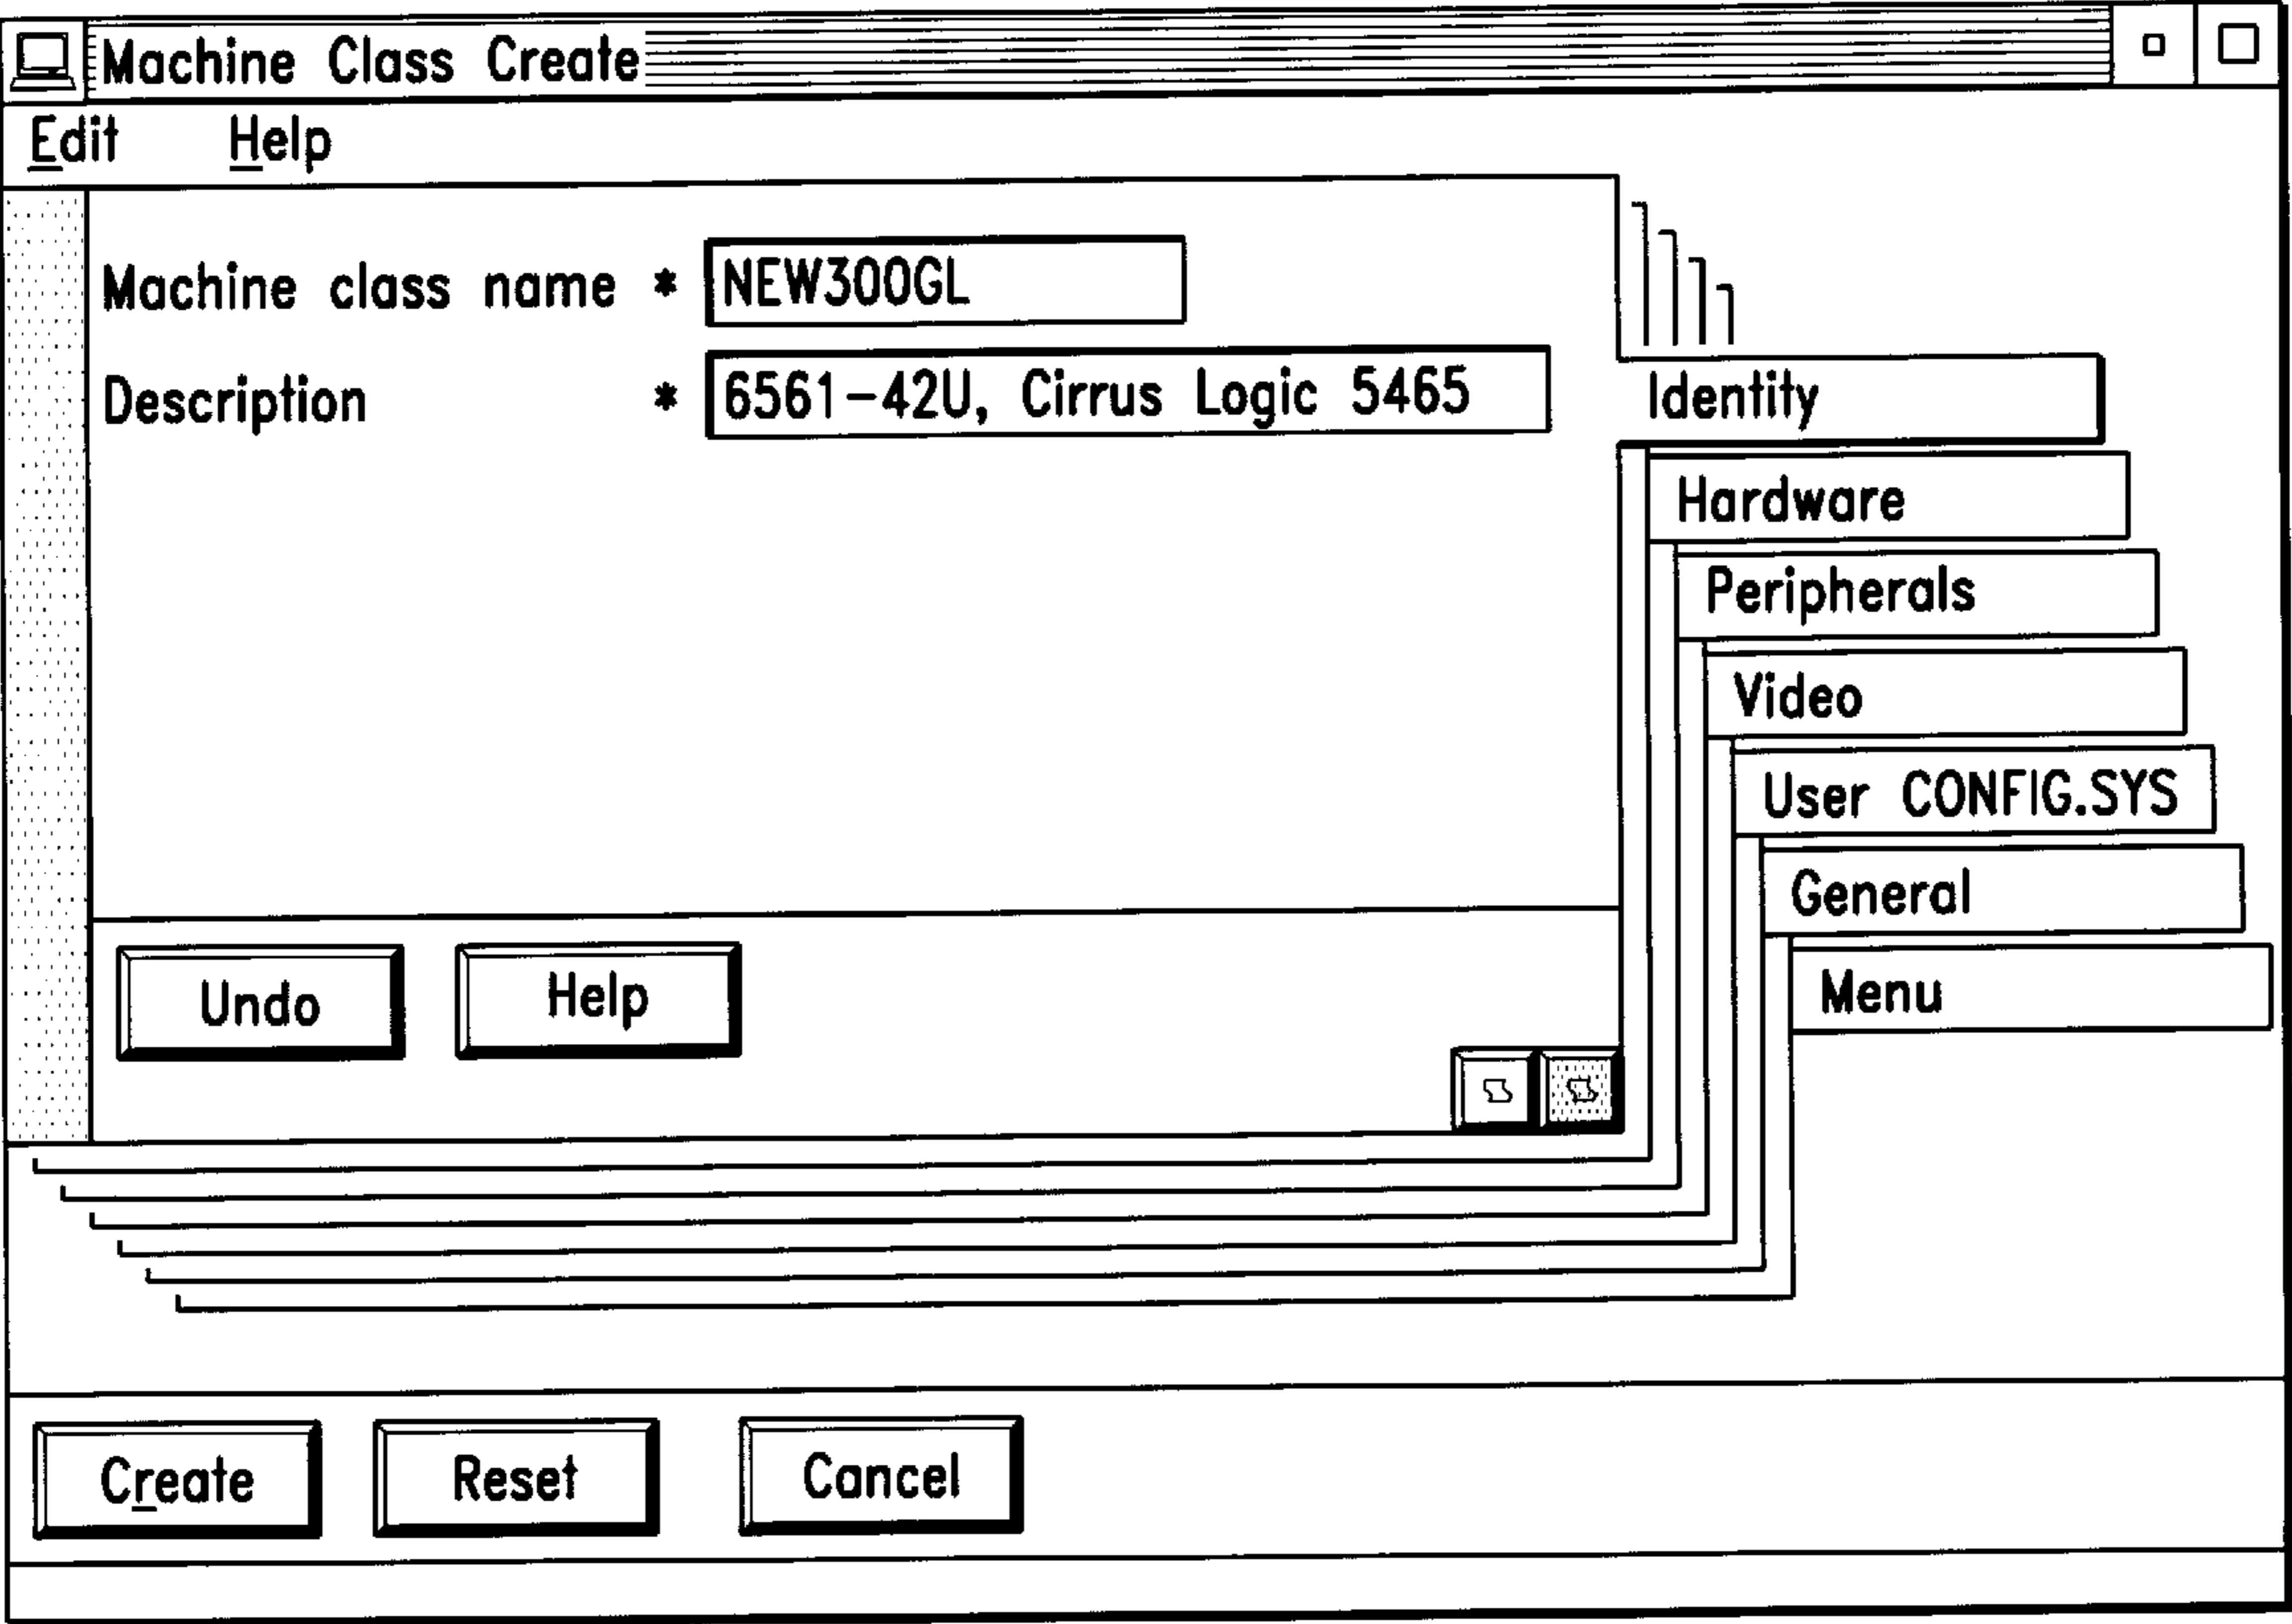 Machine Class Create
Edit Help
Machine class name * NEW300GL
Description * 6561-42U, Cirrus Logic 5465
Identity
Hardware
Peripherals
Video
User CONFIG.SYS
General
Menu
Undo Help
Create Reset Cancel